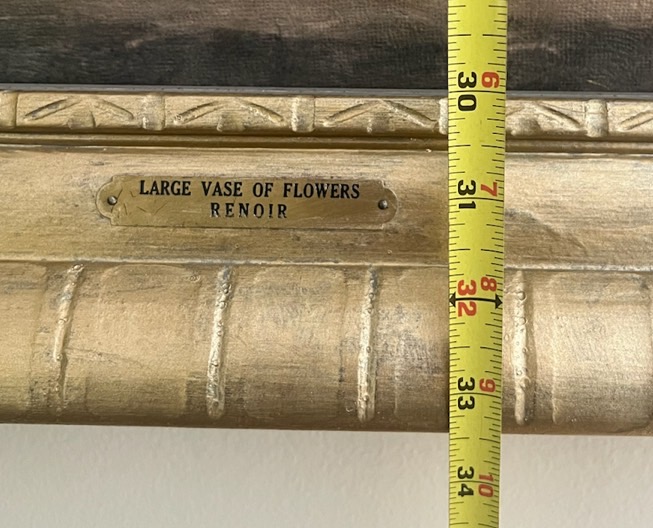 LARGE VASE OF FLOWERS
RENOIR
30 6
31 7
32 8
33 9
34 10